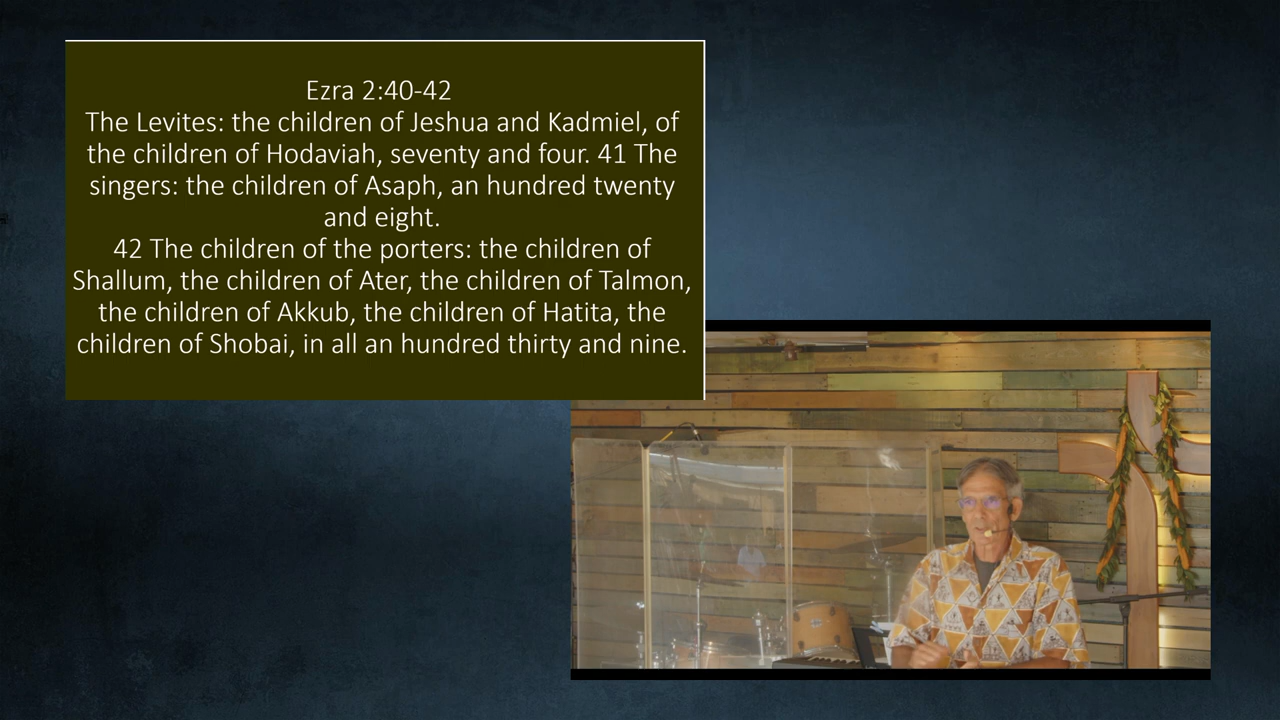 Ezra 2:40-42
The Levites: the children of Jeshua and Kadmiel, of
the children of Hodaviah, seventy and four. 41 The
singers: the children of Asaph, an hundred twenty
and eight.
42 The children of the porters: the children of
Shallum, the children of Ater, the children of Talmon,
the children of Akkub, the children of Hatita, the
children of Shobai, in all an hundred thirty and nine.